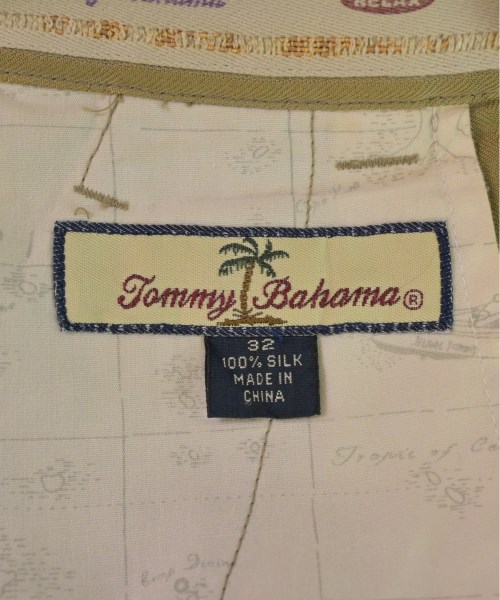 RELAX
Tommy Bahama®
32
100% SILK
MADE IN
CHINA
Tropic of